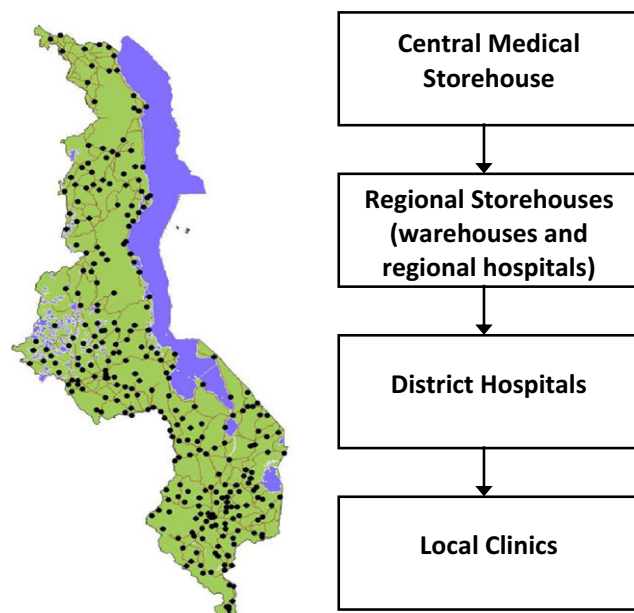 Central Medical
Storehouse
Regional Storehouses
(warehouses and
regional hospitals)
District Hospitals
Local Clinics